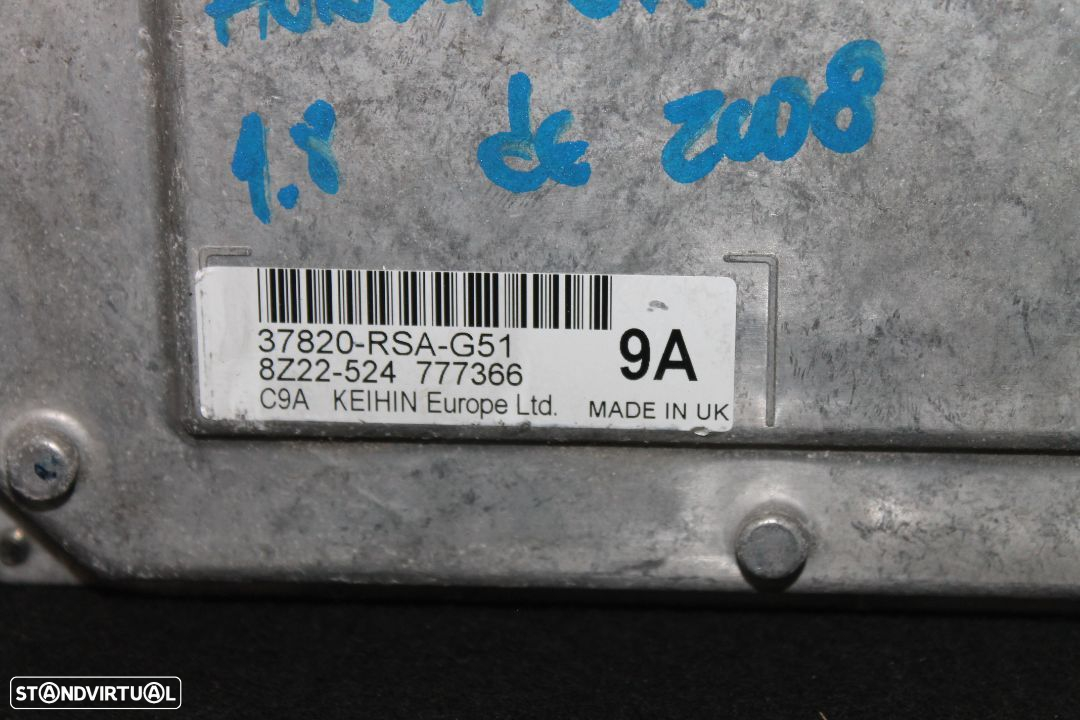 1.8 de 2008
37820-RSA-G51
8Z22-524 777366
9A
C9A KEIHIN Europe Ltd. MADE IN UK
STANDVIRTUAL